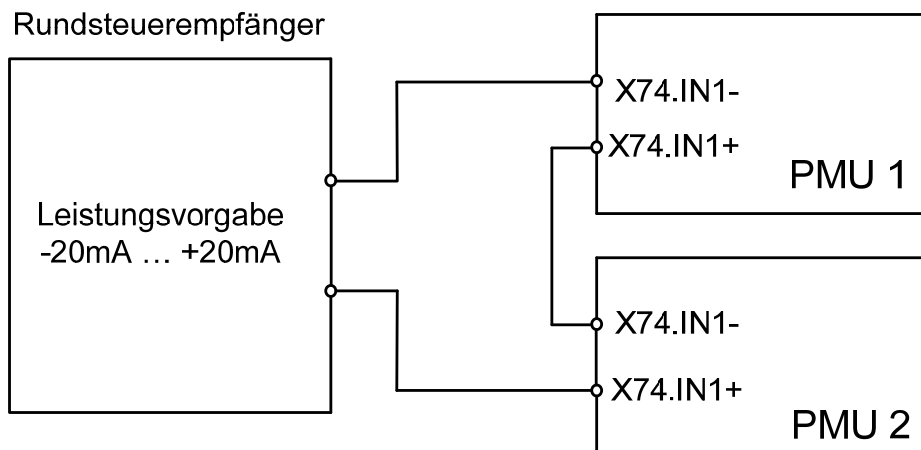 Rundsteuerempfänger
Leistungsvorgabe
-20mA … +20mA
X74.IN1-
X74.IN1+
PMU 1
X74.IN1-
X74.IN1+
PMU 2